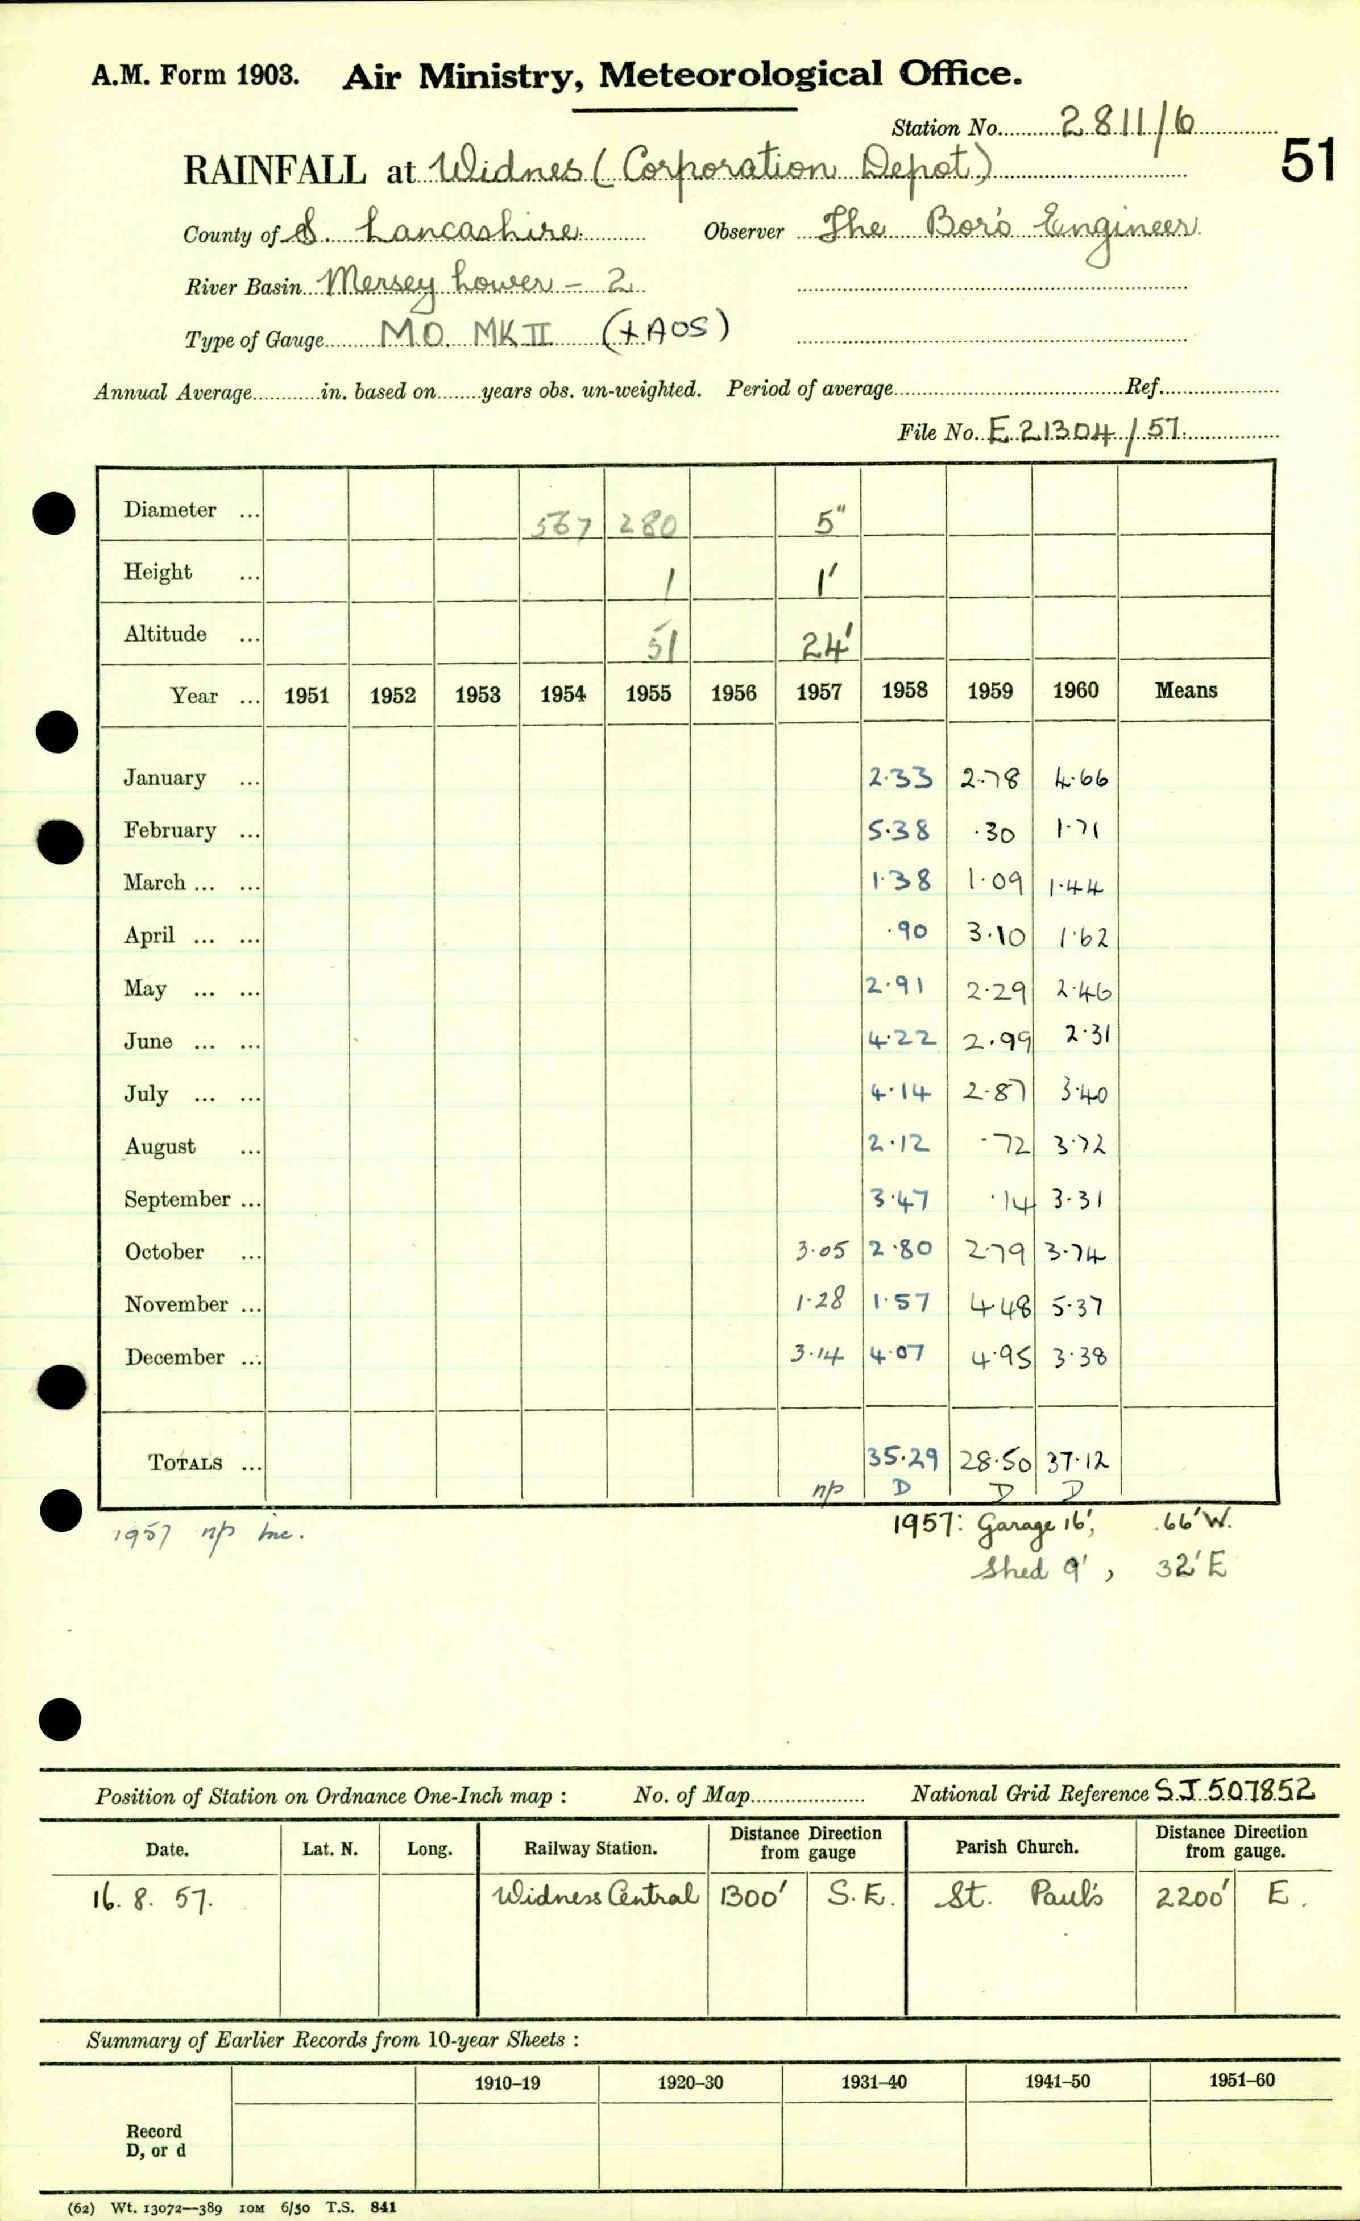 A.M. Form 1903. Air Ministry, Meteorological Office.
Station No. 2811/6
RAINFALL at Widnes (Corporation Depot)
51
County of S. Lancashire. Observer The Boro's Engineer
River Basin Mersey Lower - 2
Type of Gauge M.O. MK II (+AOS)
Annual Average in. based on years obs. un-weighted. Period of average Ref.
File No. E 21304/57.
Diameter ... 567 280 5"
Height ... 1 1'
Altitude ... 51 24'
Year ... 1951 1952 1953 1954 1955 1956 1957 1958 1959 1960 Means
January ... 2.33 2.78 4.66
February ... 5.38 .30 1.71
March ... ... 1.38 1.09 1.44
April ... ... .90 3.10 1.62
May ... ... 2.91 2.29 2.46
June ... ... 4.22 2.99 2.31
July ... ... 4.14 2.87 3.40
August ... 2.12 .72 3.72
September ... 3.47 .14 3.31
October ... 3.05 2.80 2.79 3.74
November ... 1.28 1.57 4.48 5.37
December ... 3.14 4.07 4.95 3.38
TOTALS ... 35.29 28.50 37.12
np D D D
1957 np inc. 1957: Garage 16', 66'W.
Shed 9', 32'E
Position of Station on Ordnance One-Inch map : No. of Map National Grid Reference SJ 507852
Date. Lat. N. Long. Railway Station. Distance from Direction gauge Parish Church. Distance from Direction gauge.
16. 8. 57. Widness Central 1300' S.E. St. Paul's 2200' E.
Summary of Earlier Records from 10-year Sheets :
1910–19 1920–30 1931–40 1941–50 1951–60
Record
D, or d
(62) Wt. 13072—389 10M 6/50 T.S. 841